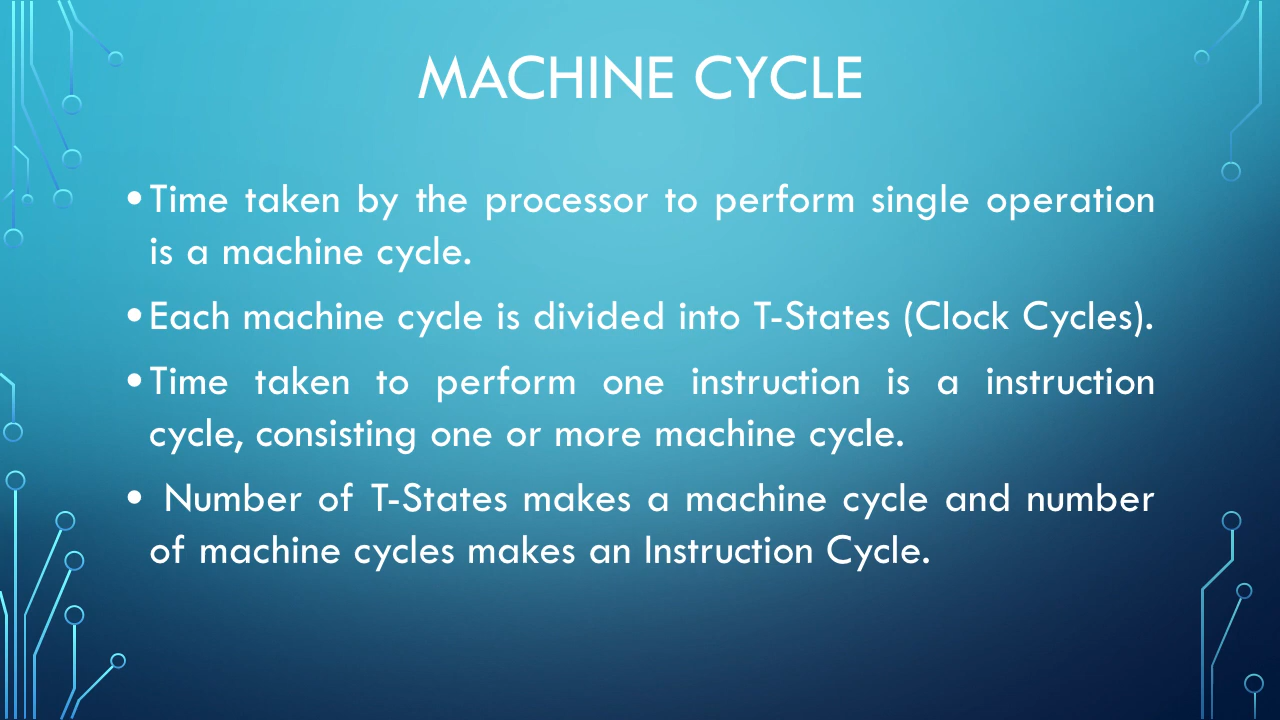 MACHINE CYCLE
•Time taken by the processor to perform single operation
is a machine cycle.
•Each machine cycle is divided into T-States (Clock Cycles).
•Time taken to perform one instruction is a instruction
cycle, consisting one or more machine cycle.
• Number of T-States makes a machine cycle and number
of machine cycles makes an Instruction Cycle.